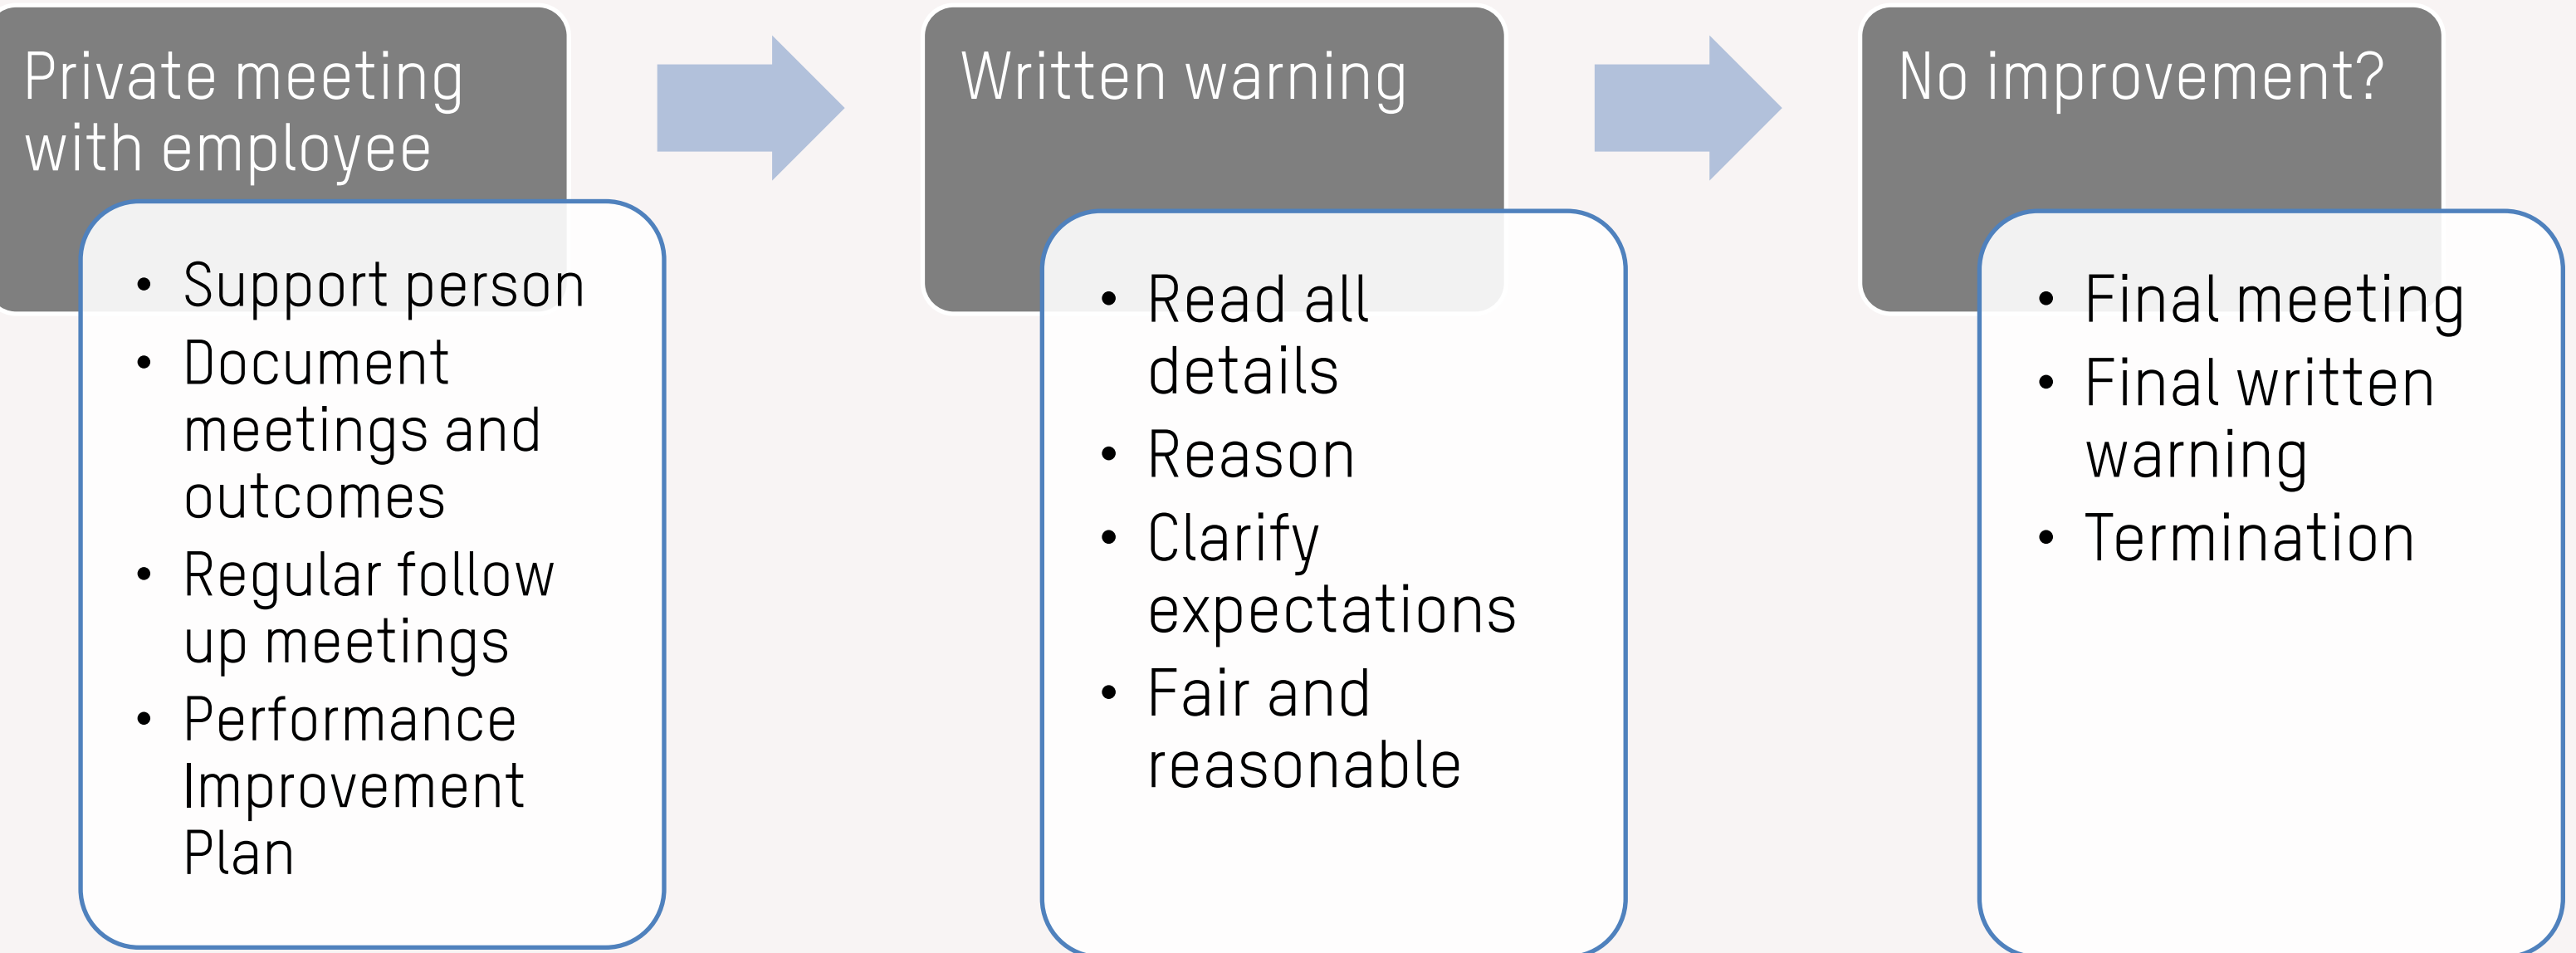 Private meeting
with employee
• Support person
• Document
meetings and
outcomes
• Regular follow
up meetings
• Performance
Improvement
Plan
Written warning
• Read all
details
• Reason
• Clarify
expectations
• Fair and
reasonable
No improvement?
• Final meeting
• Final written
warning
• Termination